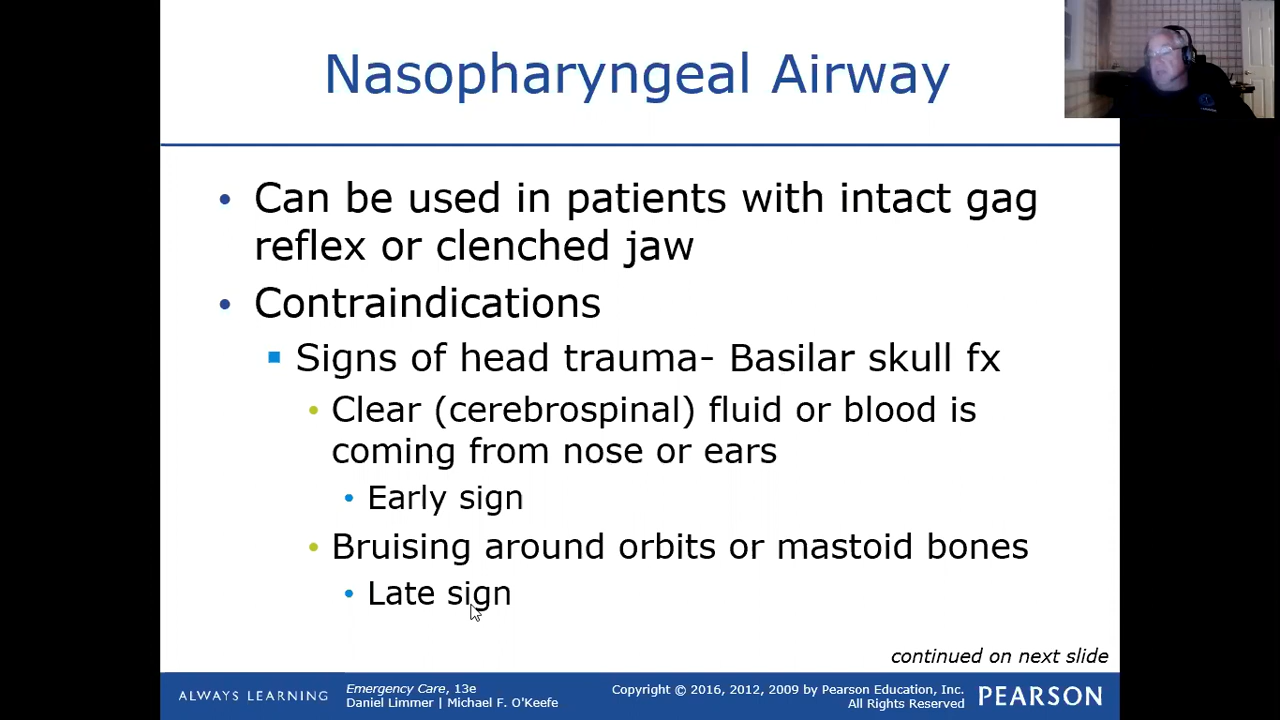 Nasopharyngeal Airway
• Can be used in patients with intact gag
reflex or clenched jaw
• Contraindications
▪ Signs of head trauma- Basilar skull fx
• Clear (cerebrospinal) fluid or blood is
coming from nose or ears
• Early sign
• Bruising around orbits or mastoid bones
• Late sign
continued on next slide
ALWAYS LEARNING
Emergency Care, 13e
Daniel Limmer | Michael F. O'Keefe
Copyright © 2016, 2012, 2009 by Pearson Education, Inc.
All Rights Reserved
PEARSON